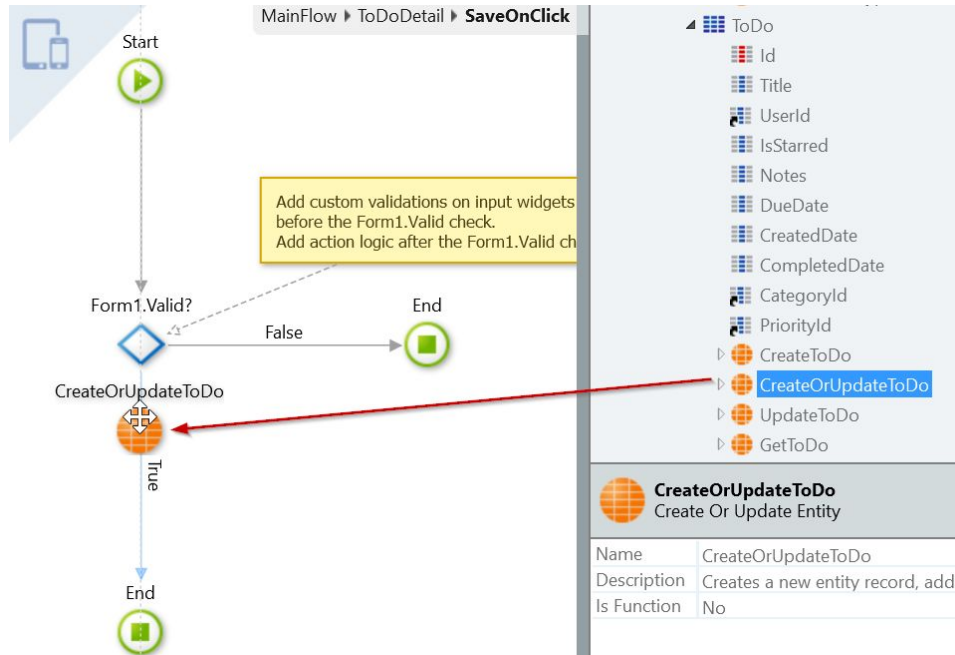 MainFlow ▸ ToDoDetail ▸ SaveOnClick
Start
Add custom validations on input widgets
before the Form1.Valid check.
Add action logic after the Form1.Valid ch
Form1.Valid?
False
End
CreateOrUpdateToDo
True
End
ToDo
Id
Title
UserId
IsStarred
Notes
DueDate
CreatedDate
CompletedDate
CategoryId
PriorityId
CreateToDo
CreateOrUpdateToDo
UpdateToDo
GetToDo
CreateOrUpdateToDo
Create Or Update Entity
Name CreateOrUpdateToDo
Description Creates a new entity record, add
Is Function No